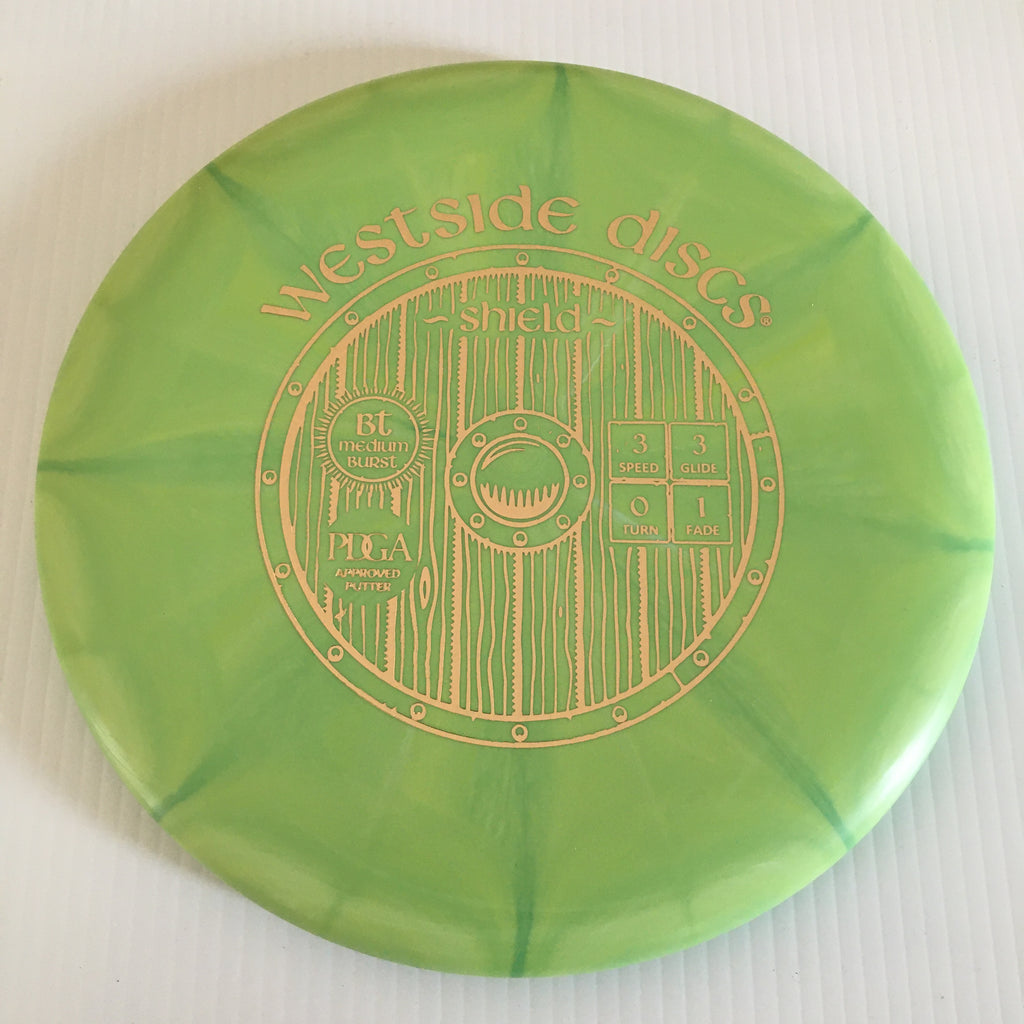 westside discs®
~ shield ~
Bt
medium
Burst
3 3
SPEED GLIDE
0 1
TURN FADE
PDGA
APPROVED
PUTTER